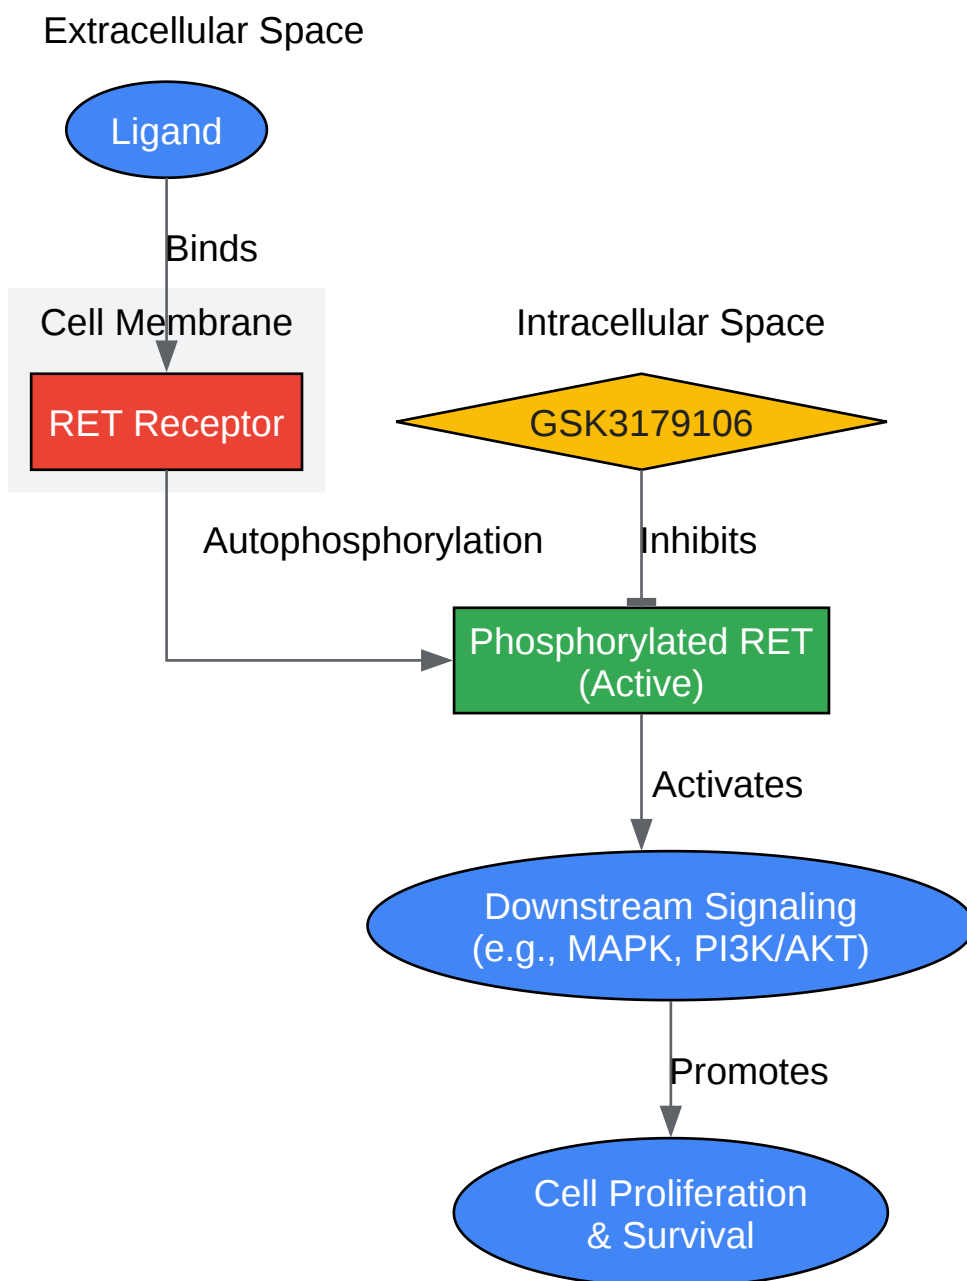 Extracellular Space
Ligand
Binds
Cell Membrane
Intracellular Space
RET Receptor
GSK3179106
Autophosphorylation
Inhibits
Phosphorylated RET
(Active)
Activates
Downstream Signaling
(e.g., MAPK, PI3K/AKT)
Promotes
Cell Proliferation
& Survival